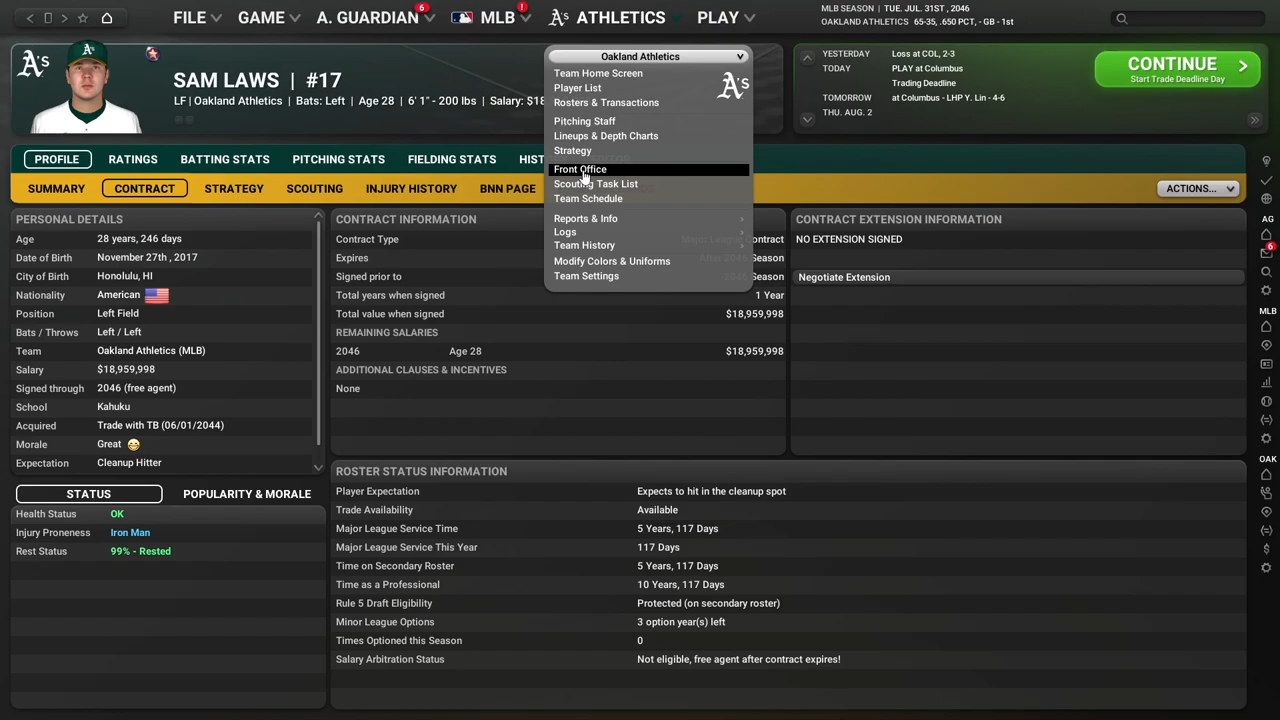 FILE
GAME
A. GUARDIAN
6
MLB
!
A's ATHLETICS
PLAY
MLB SEASON | TUE. JUL. 31ST , 2046
OAKLAND ATHLETICS 65-35, .650 PCT, - GB - 1st
A's
SAM LAWS | #17
LF | Oakland Athletics | Bats: Left | Age 28 | 6' 1" - 200 lbs | Salary: $18
Oakland Athletics
Team Home Screen
Player List
Rosters & Transactions
Pitching Staff
Lineups & Depth Charts
Strategy
Front Office
Scouting Task List
Team Schedule
Reports & Info
Logs
Team History
Modify Colors & Uniforms
Team Settings
A's
YESTERDAY Loss at COL, 2-3
TODAY PLAY at Columbus
Trading Deadline
TOMORROW at Columbus - LHP Y. Lin - 4-6
THU. AUG. 2
CONTINUE
Start Trade Deadline Day
PROFILE
RATINGS
BATTING STATS
PITCHING STATS
FIELDING STATS
HIST
SUMMARY
CONTRACT
STRATEGY
SCOUTING
INJURY HISTORY
BNN PAGE
ACTIONS...
PERSONAL DETAILS
Age 28 years, 246 days
Date of Birth November 27th , 2017
City of Birth Honolulu, HI
Nationality American
Position Left Field
Bats / Throws Left / Left
Team Oakland Athletics (MLB)
Salary $18,959,998
Signed through 2046 (free agent)
School Kahuku
Acquired Trade with TB (06/01/2044)
Morale Great
Expectation Cleanup Hitter
STATUS
POPULARITY & MORALE
Health Status OK
Injury Proneness Iron Man
Rest Status 99% - Rested
CONTRACT INFORMATION
Contract Type Major League Contract
Expires After 2046 Season
Signed prior to 2046 Season
Total years when signed 1 Year
Total value when signed $18,959,998
REMAINING SALARIES
2046 Age 28 $18,959,998
ADDITIONAL CLAUSES & INCENTIVES
None
CONTRACT EXTENSION INFORMATION
NO EXTENSION SIGNED
Negotiate Extension
ROSTER STATUS INFORMATION
Player Expectation Expects to hit in the cleanup spot
Trade Availability Available
Major League Service Time 5 Years, 117 Days
Major League Service This Year 117 Days
Time on Secondary Roster 5 Years, 117 Days
Time as a Professional 10 Years, 117 Days
Rule 5 Draft Eligibility Protected (on secondary roster)
Minor League Options 3 option year(s) left
Times Optioned this Season 0
Salary Arbitration Status Not eligible, free agent after contract expires!
AG
6
MLB
OAK